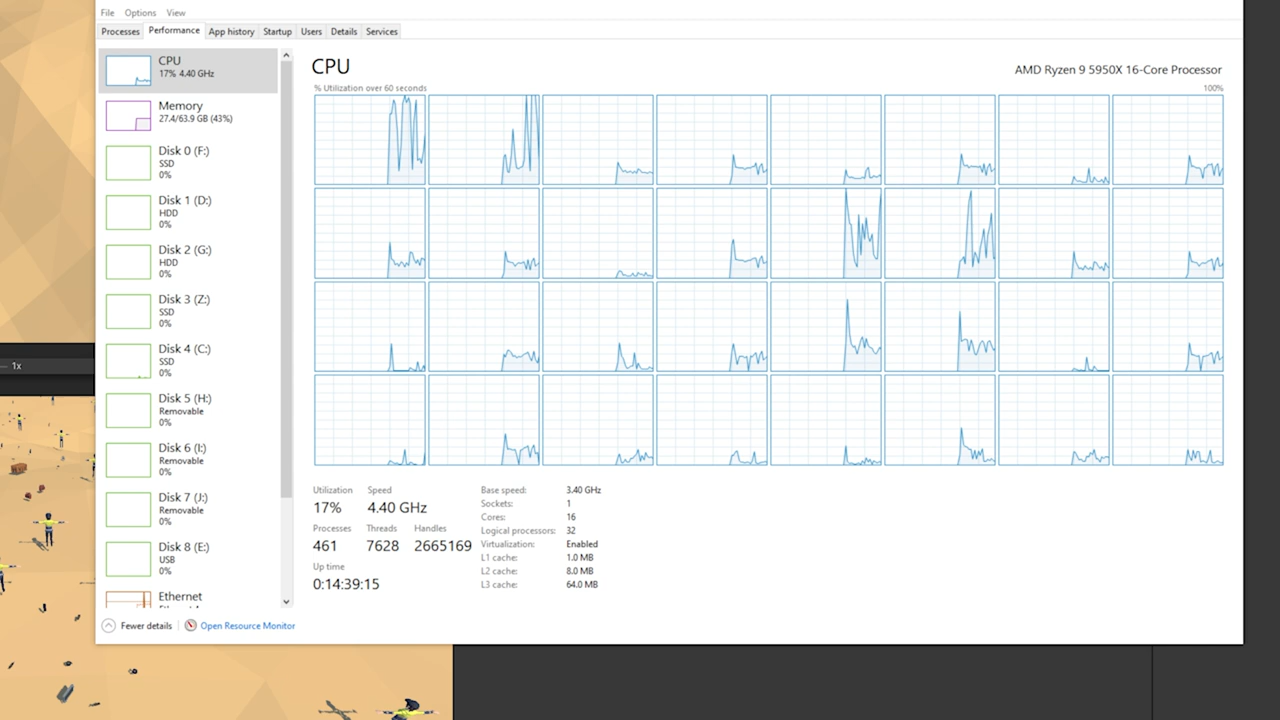 File Options View
Processes Performance App history Startup Users Details Services
CPU
17% 4.40 GHz
Memory
27.4/63.9 GB (43%)
Disk 0 (F:)
SSD
0%
Disk 1 (D:)
HDD
0%
Disk 2 (G:)
HDD
0%
Disk 3 (Z:)
SSD
0%
Disk 4 (C:)
SSD
0%
Disk 5 (H:)
Removable
0%
Disk 6 (I:)
Removable
0%
Disk 7 (J:)
Removable
0%
Disk 8 (E:)
USB
0%
Ethernet
CPU
AMD Ryzen 9 5950X 16-Core Processor
% Utilization over 60 seconds
100%
Utilization Speed
17% 4.40 GHz
Processes Threads Handles
461 7628 2665169
Up time
0:14:39:15
Base speed: 3.40 GHz
Sockets: 1
Cores: 16
Logical processors: 32
Virtualization: Enabled
L1 cache: 1.0 MB
L2 cache: 8.0 MB
L3 cache: 64.0 MB
Fewer details
Open Resource Monitor
1x